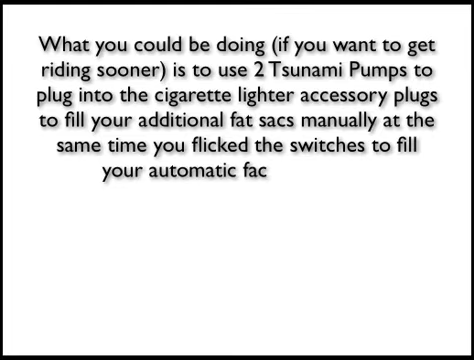 What you could be doing (if you want to get
riding sooner) is to use 2 Tsunami Pumps to
plug into the cigarette lighter accessory plugs
to fill your additional fat sacs manually at the
same time you flicked the switches to fill
your automatic fac